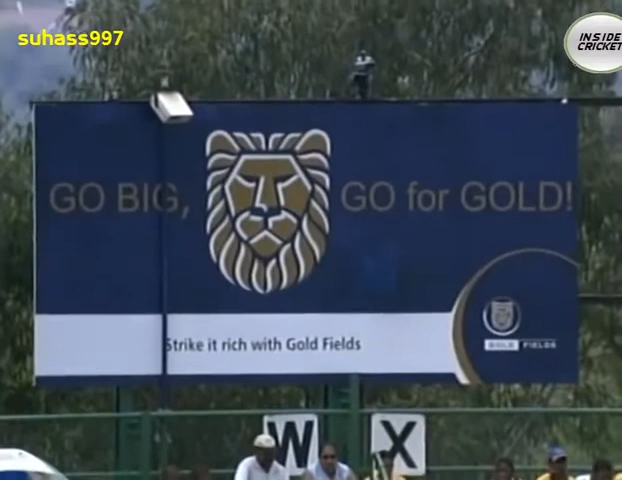 suhass997
INSIDE
CRICKET
GO BIG, GO for GOLD!
Strike it rich with Gold Fields
GOLD FIELDS
W X